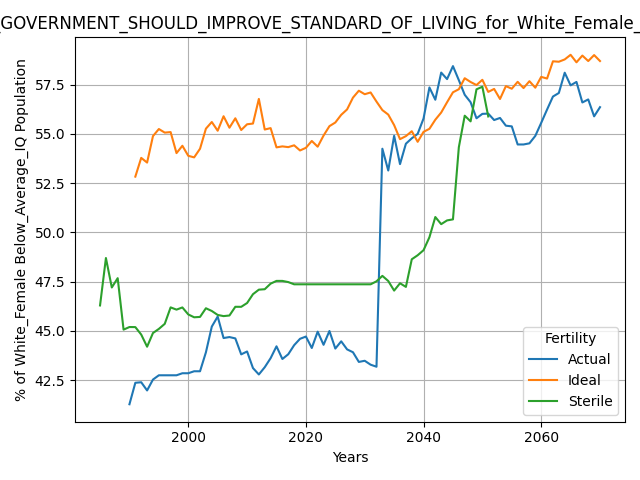 _GOVERNMENT_SHOULD_IMPROVE_STANDARD_OF_LIVING_for_White_Female_
% of White_Female Below_Average_IQ Population
57.5
55.0
52.5
50.0
47.5
45.0
42.5
2000
2020
2040
2060
Years
Fertility
Actual
Ideal
Sterile